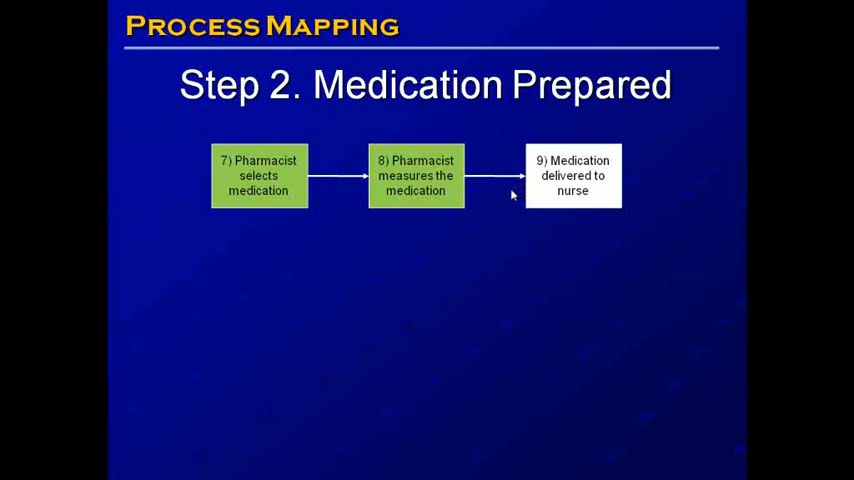 PROCESS MAPPING
Step 2. Medication Prepared
7) Pharmacist
selects
medication
8) Pharmacist
measures the
medication
9) Medication
delivered to
nurse